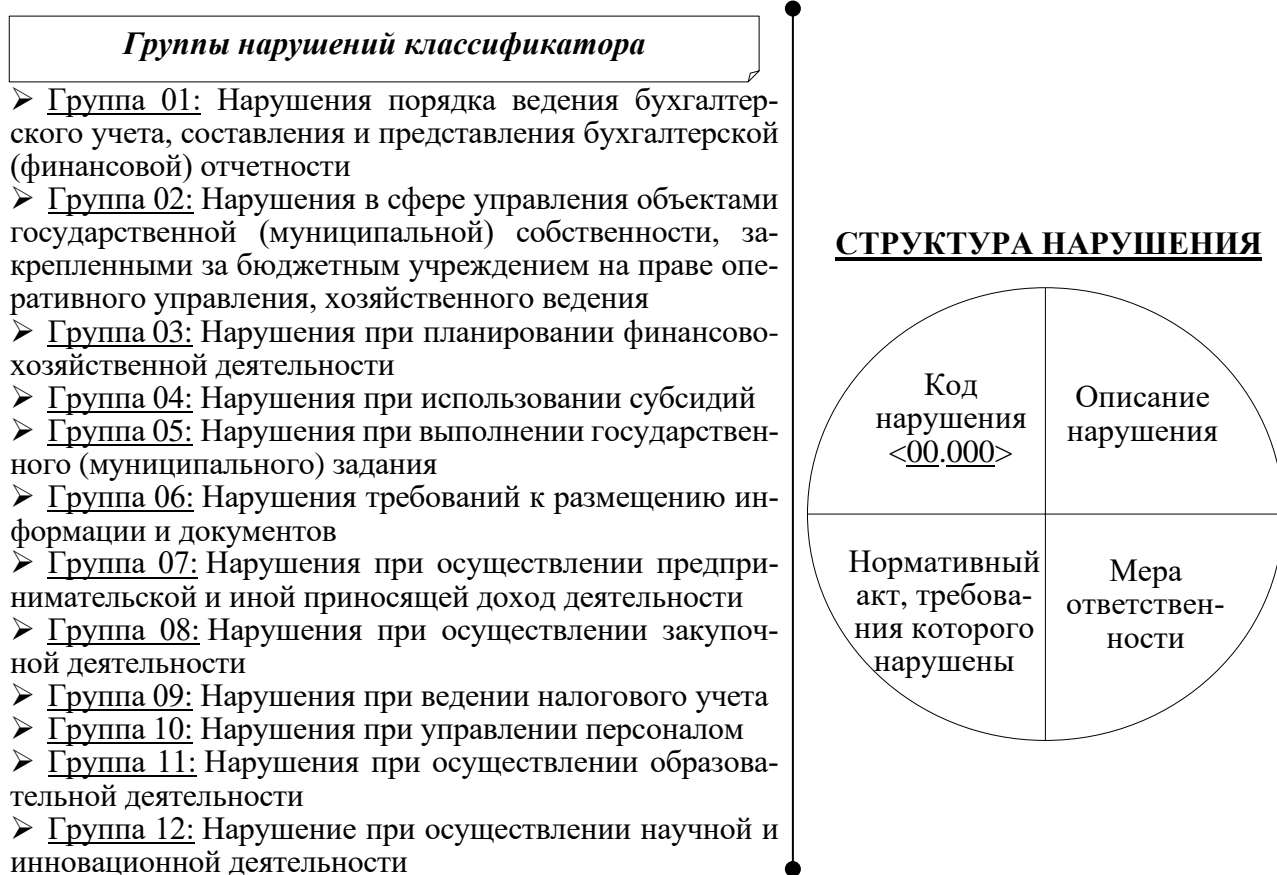 Группы нарушений классификатора
➢ Группа 01: Нарушения порядка ведения бухгалтер-
ского учета, составления и представления бухгалтерской
(финансовой) отчетности
➢ Группа 02: Нарушения в сфере управления объектами
государственной (муниципальной) собственности, за-
крепленными за бюджетным учреждением на праве опе-
ративного управления, хозяйственного ведения
➢ Группа 03: Нарушения при планировании финансово-
хозяйственной деятельности
➢ Группа 04: Нарушения при использовании субсидий
➢ Группа 05: Нарушения при выполнении государствен-
ного (муниципального) задания
➢ Группа 06: Нарушения требований к размещению ин-
формации и документов
➢ Группа 07: Нарушения при осуществлении предпри-
нимательской и иной приносящей доход деятельности
➢ Группа 08: Нарушения при осуществлении закупоч-
ной деятельности
➢ Группа 09: Нарушения при ведении налогового учета
➢ Группа 10: Нарушения при управлении персоналом
➢ Группа 11: Нарушения при осуществлении образова-
тельной деятельности
➢ Группа 12: Нарушение при осуществлении научной и
инновационной деятельности
СТРУКТУРА НАРУШЕНИЯ
Код
нарушения
<00.000>
Описание
нарушения
Нормативный
акт, требова-
ния которого
нарушены
Мера
ответствен-
ности